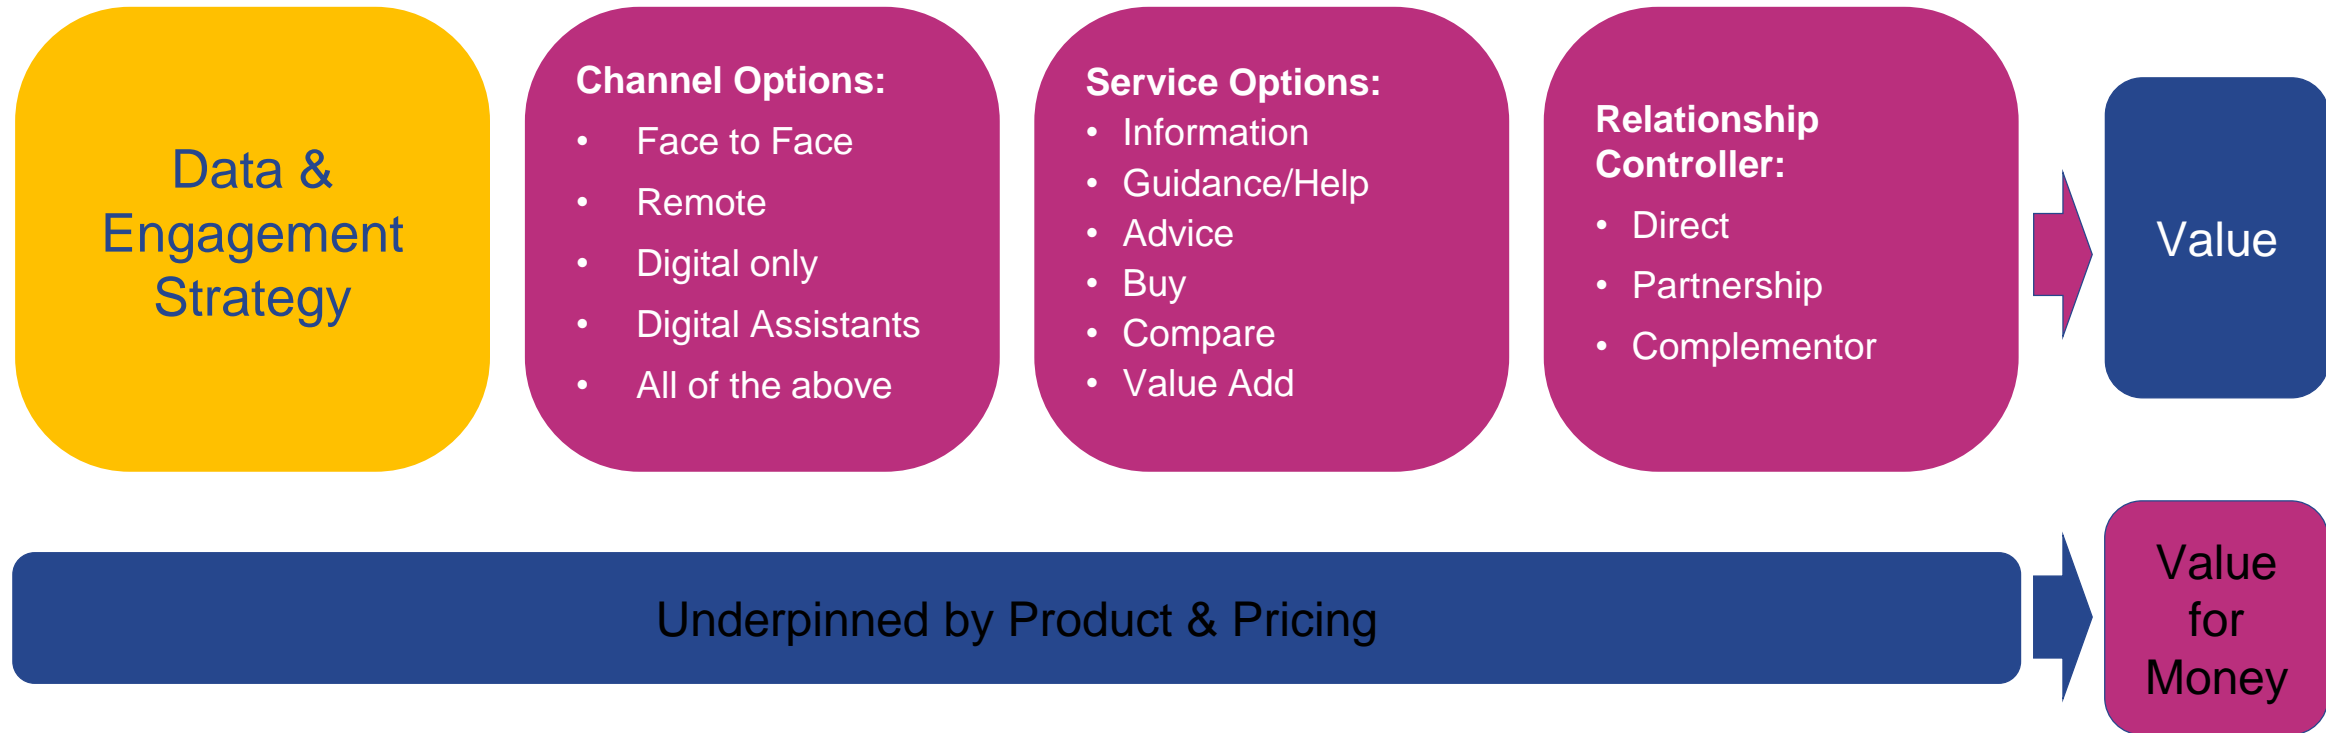 Data &
Engagement
Strategy
Channel Options:
• Face to Face
• Remote
• Digital only
• Digital Assistants
• All of the above
Service Options:
• Information
• Guidance/Help
• Advice
• Buy
• Compare
• Value Add
Relationship
Controller:
• Direct
• Partnership
• Complementor
Value
Underpinned by Product & Pricing
Value
for
Money